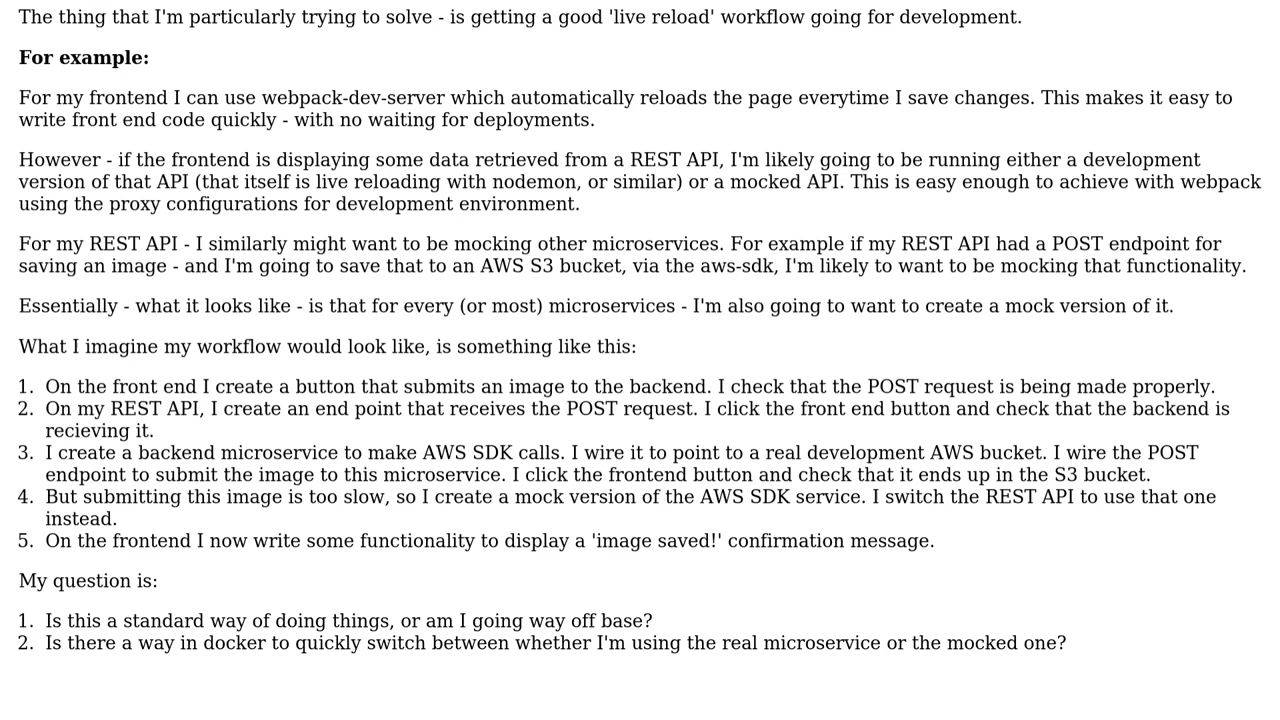 The thing that I'm particularly trying to solve - is getting a good 'live reload' workflow going for development.
For example:
For my frontend I can use webpack-dev-server which automatically reloads the page everytime I save changes. This makes it easy to
write front end code quickly - with no waiting for deployments.
However - if the frontend is displaying some data retrieved from a REST API, I'm likely going to be running either a development
version of that API (that itself is live reloading with nodemon, or similar) or a mocked API. This is easy enough to achieve with webpack
using the proxy configurations for development environment.
For my REST API - I similarly might want to be mocking other microservices. For example if my REST API had a POST endpoint for
saving an image - and I'm going to save that to an AWS S3 bucket, via the aws-sdk, I'm likely to want to be mocking that functionality.
Essentially - what it looks like - is that for every (or most) microservices - I'm also going to want to create a mock version of it.
What I imagine my workflow would look like, is something like this:
1. On the front end I create a button that submits an image to the backend. I check that the POST request is being made properly.
2. On my REST API, I create an end point that receives the POST request. I click the front end button and check that the backend is
recieving it.
3. I create a backend microservice to make AWS SDK calls. I wire it to point to a real development AWS bucket. I wire the POST
endpoint to submit the image to this microservice. I click the frontend button and check that it ends up in the S3 bucket.
4. But submitting this image is too slow, so I create a mock version of the AWS SDK service. I switch the REST API to use that one
instead.
5. On the frontend I now write some functionality to display a 'image saved!' confirmation message.
My question is:
1. Is this a standard way of doing things, or am I going way off base?
2. Is there a way in docker to quickly switch between whether I'm using the real microservice or the mocked one?